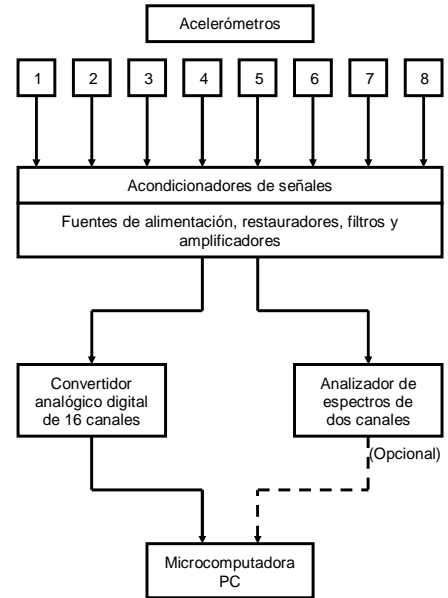 Acelerómetros
1 2 3 4 5 6 7 8
Acondicionadores de señales
Fuentes de alimentación, restauradores, filtros y
amplificadores
Convertidor
analógico digital
de 16 canales
Analizador de
espectros de
dos canales
(Opcional)
Microcomputadora
PC